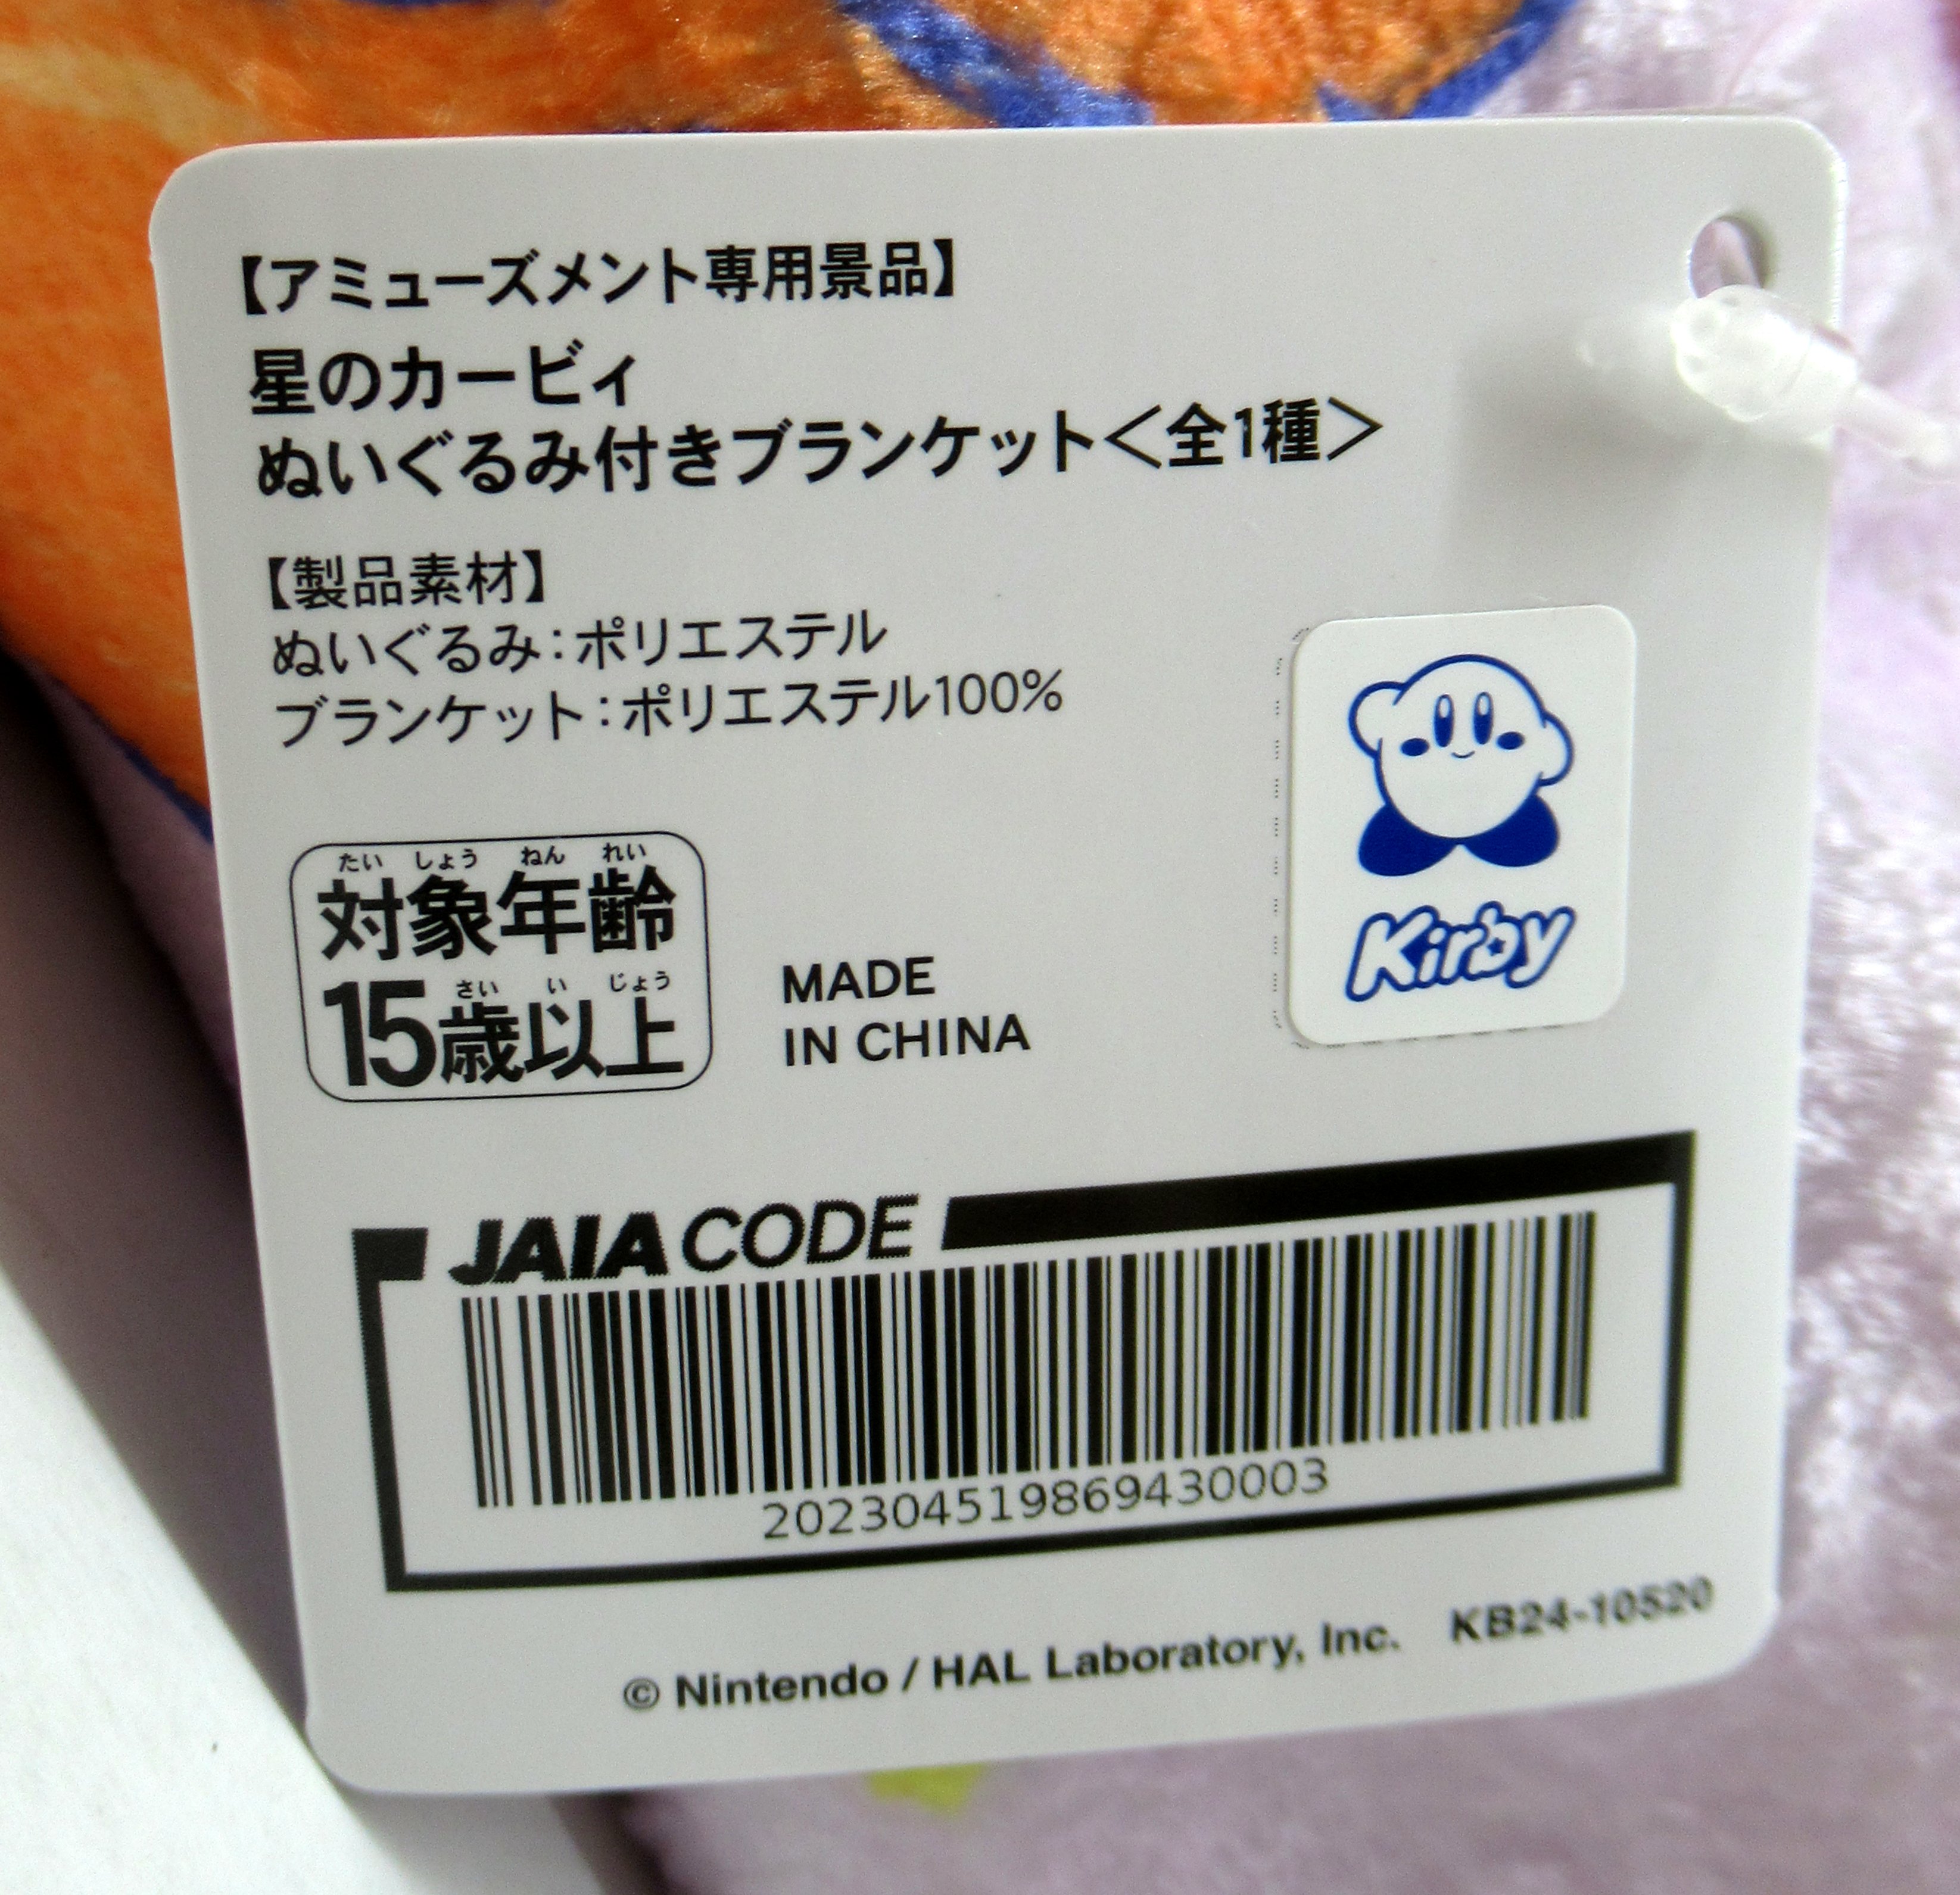 【アミューズメント専用景品】
星のカービィ
ぬいぐるみ付きブランケット＜全1種＞
【製品素材】
ぬいぐるみ：ポリエステル
ブランケット：ポリエステル100%
たい しょう ねん れい
対象年齢
さい い じょう
15歳以上
MADE
IN CHINA
Kirby
JAIA CODE
202304519869430003
© Nintendo / HAL Laboratory, Inc. KB24-10520